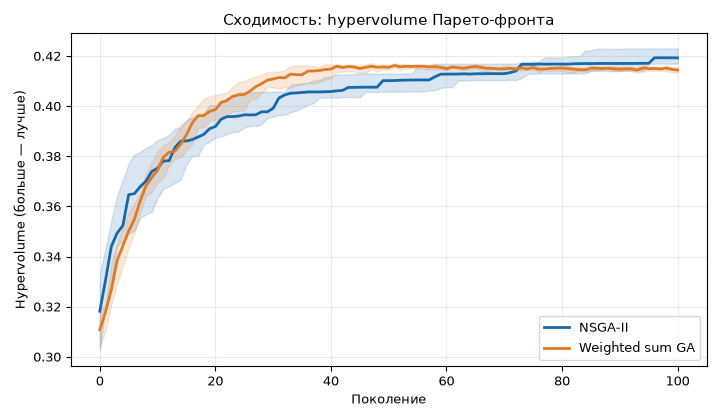 Сходимость: hypervolume Парето-фронта
Hypervolume (больше — лучше)
0.42
0.40
0.38
0.36
0.34
0.32
0.30
0
20
40
60
80
100
Поколение
NSGA-II
Weighted sum GA